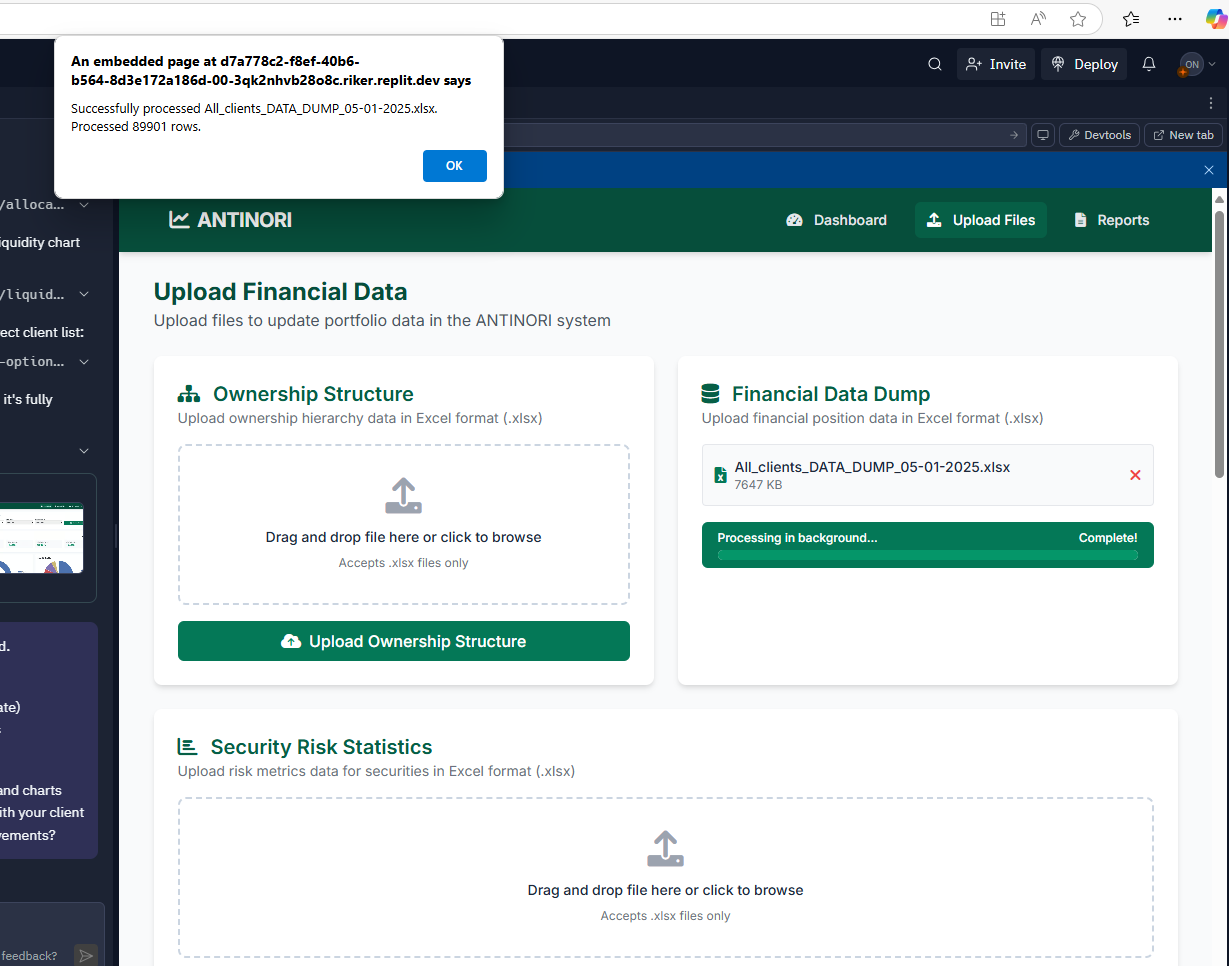 An embedded page at d7a778c2-f8ef-40b6-
b564-8d3e172a186d-00-3qk2nhvb28o8c.riker.replit.dev says
Successfully processed All_clients_DATA_DUMP_05-01-2025.xlsx.
Processed 89901 rows.
OK
Invite
Deploy
ON
Devtools
New tab
/alloca...
iquidity chart
/liquid...
ect client list:
-option...
it's fully
d.
ate)
s
and charts
ith your client
vements?
feedback?
ANTINORI
Dashboard
Upload Files
Reports
Upload Financial Data
Upload files to update portfolio data in the ANTINORI system
Ownership Structure
Upload ownership hierarchy data in Excel format (.xlsx)
Drag and drop file here or click to browse
Accepts .xlsx files only
Upload Ownership Structure
Financial Data Dump
Upload financial position data in Excel format (.xlsx)
All_clients_DATA_DUMP_05-01-2025.xlsx
7647 KB
Processing in background... Complete!
Security Risk Statistics
Upload risk metrics data for securities in Excel format (.xlsx)
Drag and drop file here or click to browse
Accepts .xlsx files only